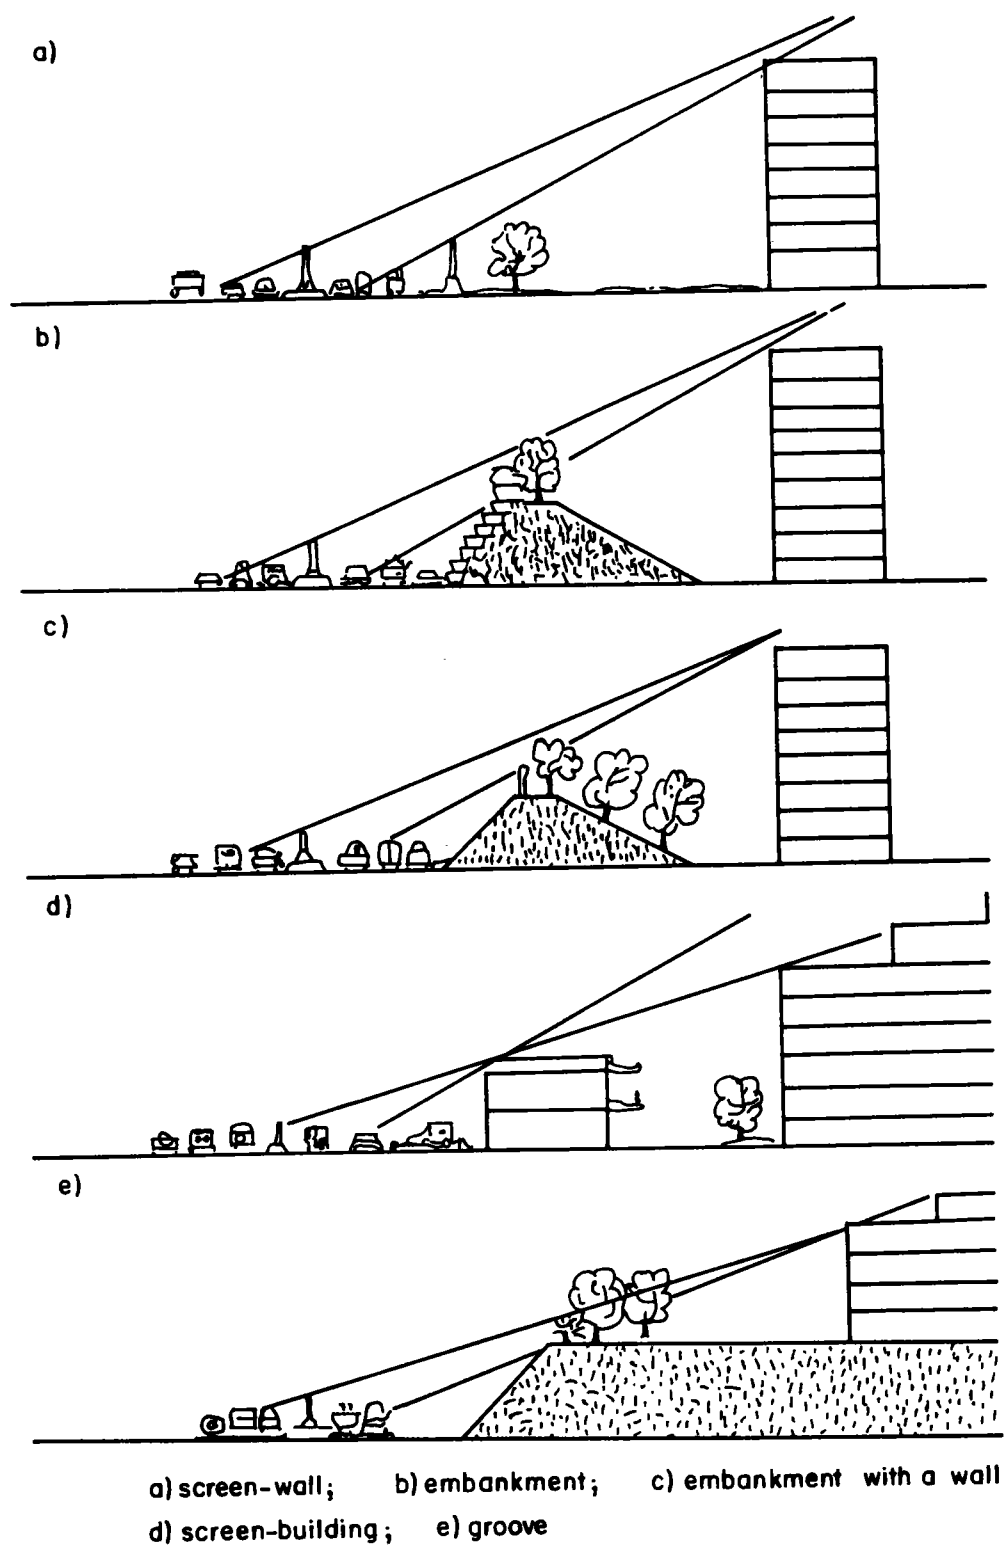 a)
b)
c)
d)
e)
a) screen-wall; b) embankment; c) embankment with a wall
d) screen-building; e) groove